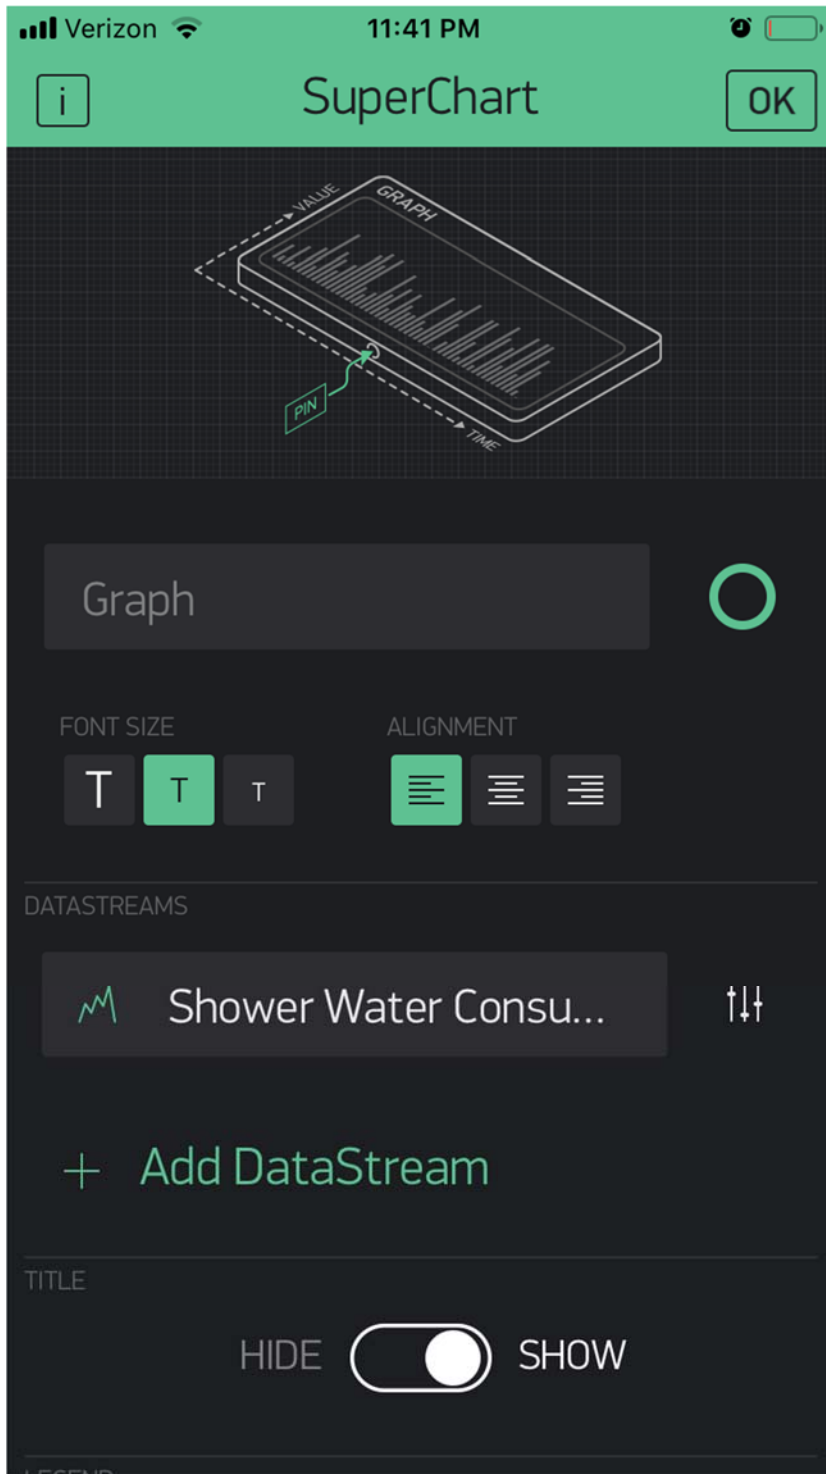 Verizon 11:41 PM
i SuperChart OK
VALUE
GRAPH
PIN
TIME
Graph
FONT SIZE ALIGNMENT
T T T
DATASTREAMS
Shower Water Consu...
+ Add DataStream
TITLE
HIDE SHOW
LEGEND